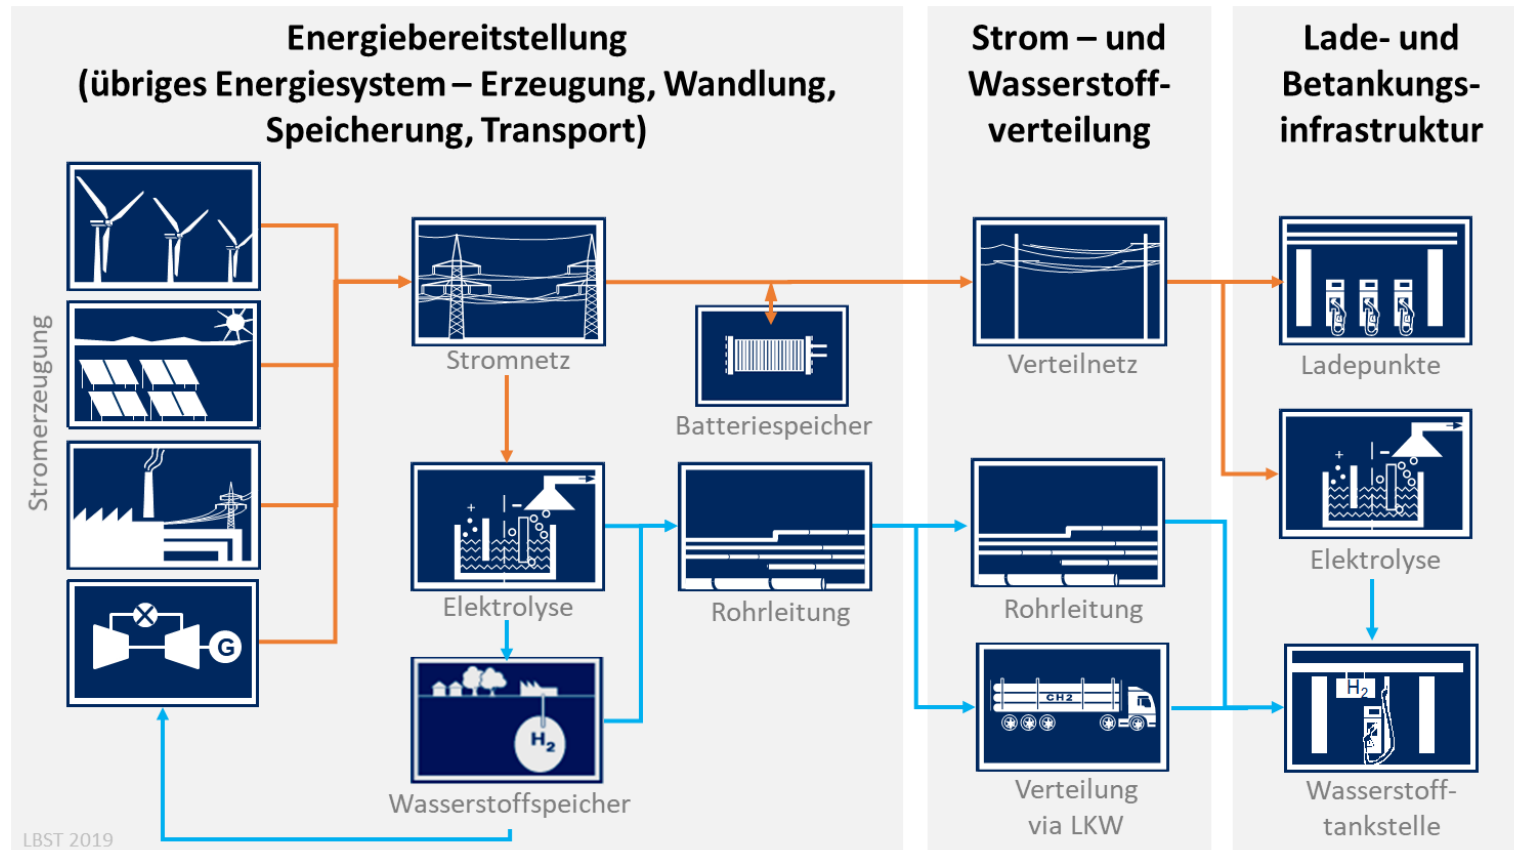 Energiebereitstellung
(übriges Energiesystem – Erzeugung, Wandlung,
Speicherung, Transport)
Strom – und
Wasserstoff-
verteilung
Lade- und
Betankungs-
infrastruktur
Stromerzeugung
Stromnetz
Batteriespeicher
Verteilnetz
Ladepunkte
+
–
Elektrolyse
Rohrleitung
Rohrleitung
+
–
Elektrolyse
G
H2
Wasserstoffspeicher
CH2
Verteilung
via LKW
H2
Wasserstoff-
tankstelle
LBST 2019